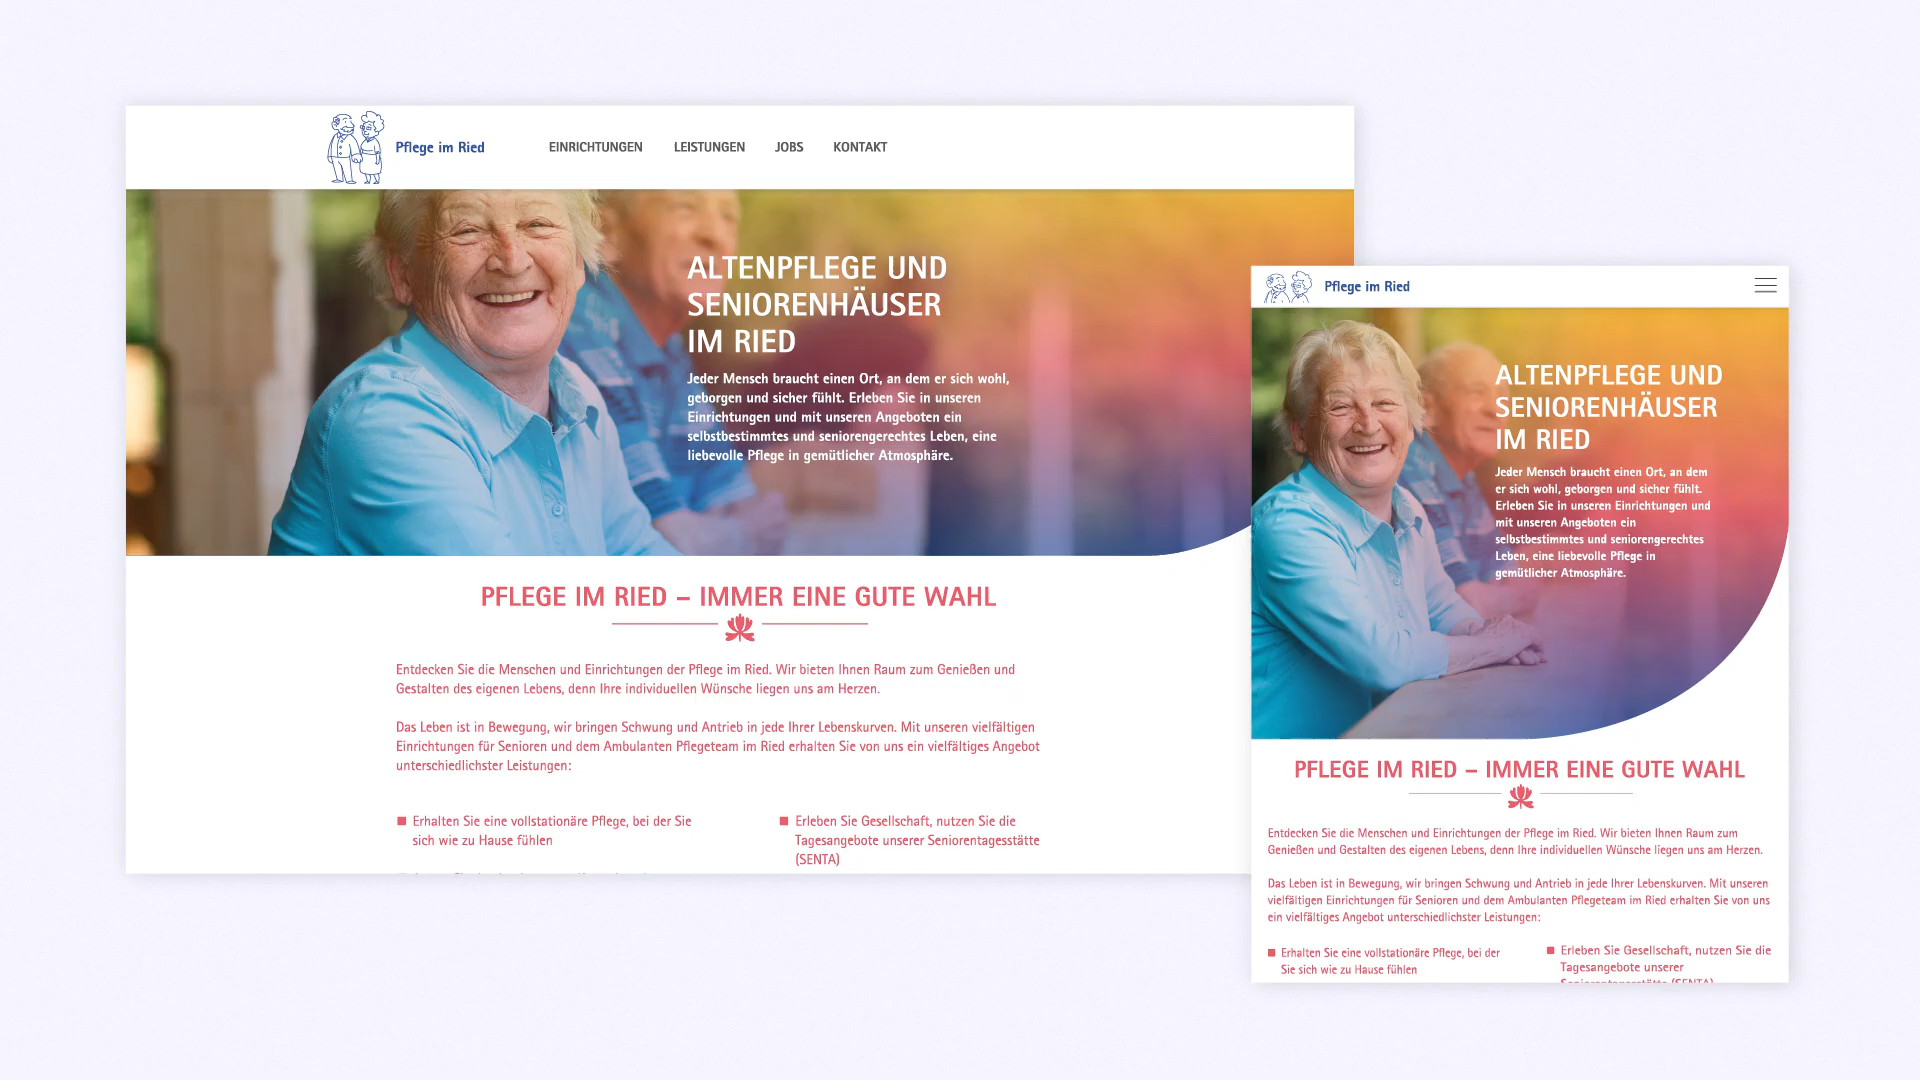 Pflege im Ried
EINRICHTUNGEN
LEISTUNGEN
JOBS
KONTAKT
ALTENPFLEGE UND
SENIORENHÄUSER
IM RIED
Jeder Mensch braucht einen Ort, an dem er sich wohl,
geborgen und sicher fühlt. Erleben Sie in unseren
Einrichtungen und mit unseren Angeboten ein
selbstbestimmtes und seniorengerechtes Leben, eine
liebevolle Pflege in gemütlicher Atmosphäre.
PFLEGE IM RIED – IMMER EINE GUTE WAHL
Entdecken Sie die Menschen und Einrichtungen der Pflege im Ried. Wir bieten Ihnen Raum zum Genießen und
Gestalten des eigenen Lebens, denn Ihre individuellen Wünsche liegen uns am Herzen.
Das Leben ist in Bewegung, wir bringen Schwung und Antrieb in jede Ihrer Lebenskurven. Mit unseren vielfältigen
Einrichtungen für Senioren und dem Ambulanten Pflegeteam im Ried erhalten Sie von uns ein vielfältiges Angebot
unterschiedlichster Leistungen:
Erhalten Sie eine vollstationäre Pflege, bei der Sie
sich wie zu Hause fühlen
Erleben Sie Gesellschaft, nutzen Sie die
Tagesangebote unserer Seniorentagesstätte
(SENTA)
Pflege im Ried
ALTENPFLEGE UND
SENIORENHÄUSER
IM RIED
Jeder Mensch braucht einen Ort, an dem
er sich wohl, geborgen und sicher fühlt.
Erleben Sie in unseren Einrichtungen und
mit unseren Angeboten ein
selbstbestimmtes und seniorengerechtes
Leben, eine liebevolle Pflege in
gemütlicher Atmosphäre.
PFLEGE IM RIED – IMMER EINE GUTE WAHL
Entdecken Sie die Menschen und Einrichtungen der Pflege im Ried. Wir bieten Ihnen Raum zum
Genießen und Gestalten des eigenen Lebens, denn Ihre individuellen Wünsche liegen uns am Herzen.
Das Leben ist in Bewegung, wir bringen Schwung und Antrieb in jede Ihrer Lebenskurven. Mit unseren
vielfältigen Einrichtungen für Senioren und dem Ambulanten Pflegeteam im Ried erhalten Sie von uns
ein vielfältiges Angebot unterschiedlichster Leistungen:
Erhalten Sie eine vollstationäre Pflege, bei der
Sie sich wie zu Hause fühlen
Erleben Sie Gesellschaft, nutzen Sie die
Tagesangebote unserer
Seniorentagesstätte (SENTA)